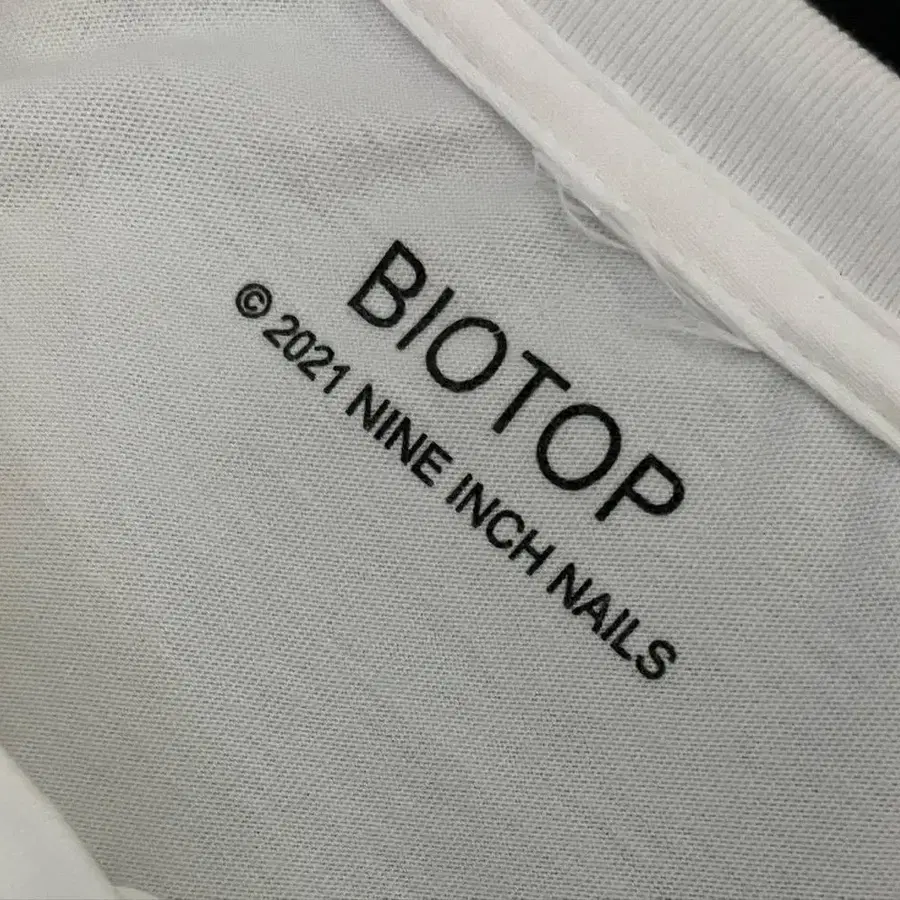 BIOTOP
© 2021 NINE INCH NAILS